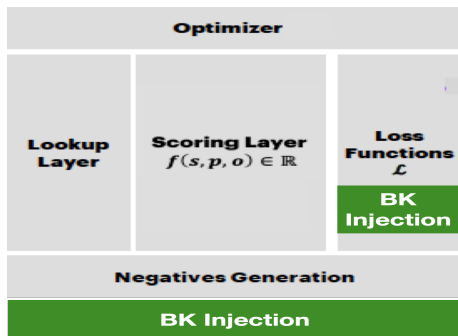 Optimizer
Lookup
Layer
Scoring Layer
f(s, p, o) ∈ ℝ
Loss
Functions
ℒ
BK
Injection
Negatives Generation
BK Injection